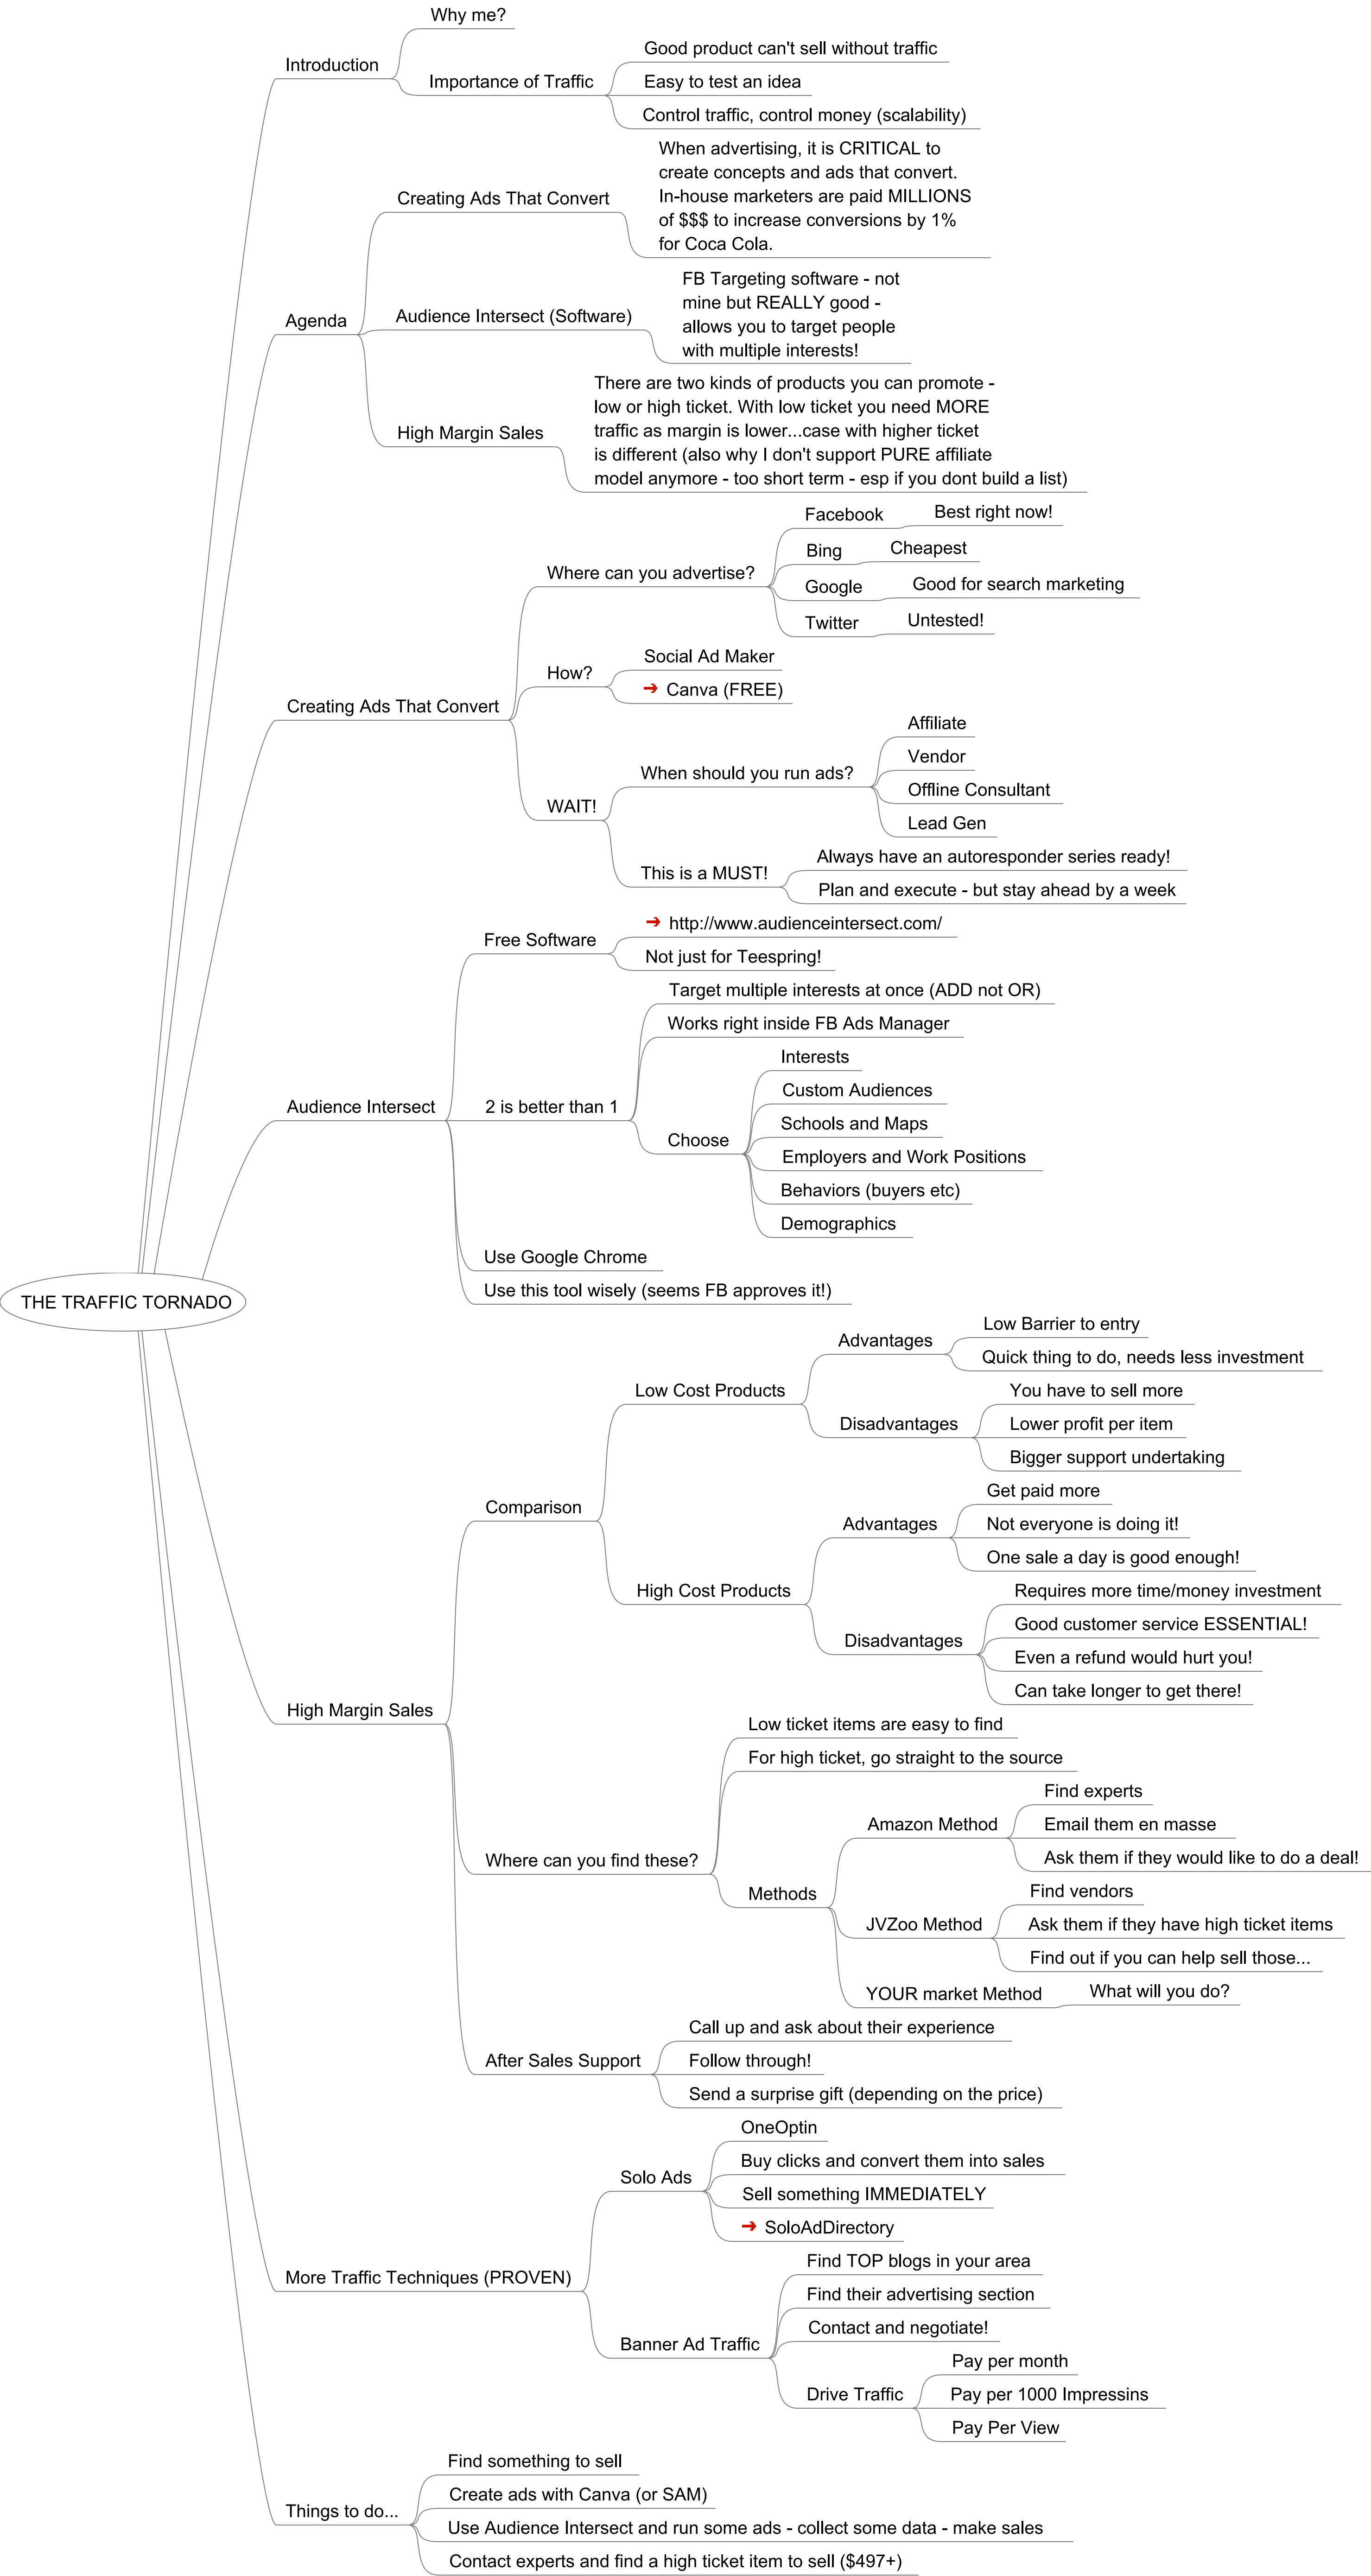 Why me?
Introduction
Good product can't sell without traffic
Importance of Traffic
Easy to test an idea
Control traffic, control money (scalability)
When advertising, it is CRITICAL to
create concepts and ads that convert.
Creating Ads That Convert
In-house marketers are paid MILLIONS
of $$$ to increase conversions by 1%
for Coca Cola.
Agenda
Audience Intersect (Software)
FB Targeting software - not
mine but REALLY good -
allows you to target people
with multiple interests!
High Margin Sales
There are two kinds of products you can promote -
low or high ticket. With low ticket you need MORE
traffic as margin is lower...case with higher ticket
is different (also why I don't support PURE affiliate
model anymore - too short term - esp if you dont build a list)
Creating Ads That Convert
Where can you advertise?
Facebook
Best right now!
Bing
Cheapest
Google
Good for search marketing
Twitter
Untested!
How?
Social Ad Maker
→ Canva (FREE)
WAIT!
When should you run ads?
Affiliate
Vendor
Offline Consultant
Lead Gen
This is a MUST!
Always have an autoresponder series ready!
Plan and execute - but stay ahead by a week
Audience Intersect
Free Software
→ http://www.audienceintersect.com/
Not just for Teespring!
2 is better than 1
Target multiple interests at once (ADD not OR)
Works right inside FB Ads Manager
Choose
Interests
Custom Audiences
Schools and Maps
Employers and Work Positions
Behaviors (buyers etc)
Demographics
Use Google Chrome
Use this tool wisely (seems FB approves it!)
THE TRAFFIC TORNADO
High Margin Sales
Comparison
Low Cost Products
Advantages
Low Barrier to entry
Quick thing to do, needs less investment
Disadvantages
You have to sell more
Lower profit per item
Bigger support undertaking
High Cost Products
Advantages
Get paid more
Not everyone is doing it!
One sale a day is good enough!
Disadvantages
Requires more time/money investment
Good customer service ESSENTIAL!
Even a refund would hurt you!
Can take longer to get there!
Where can you find these?
Low ticket items are easy to find
For high ticket, go straight to the source
Methods
Amazon Method
Find experts
Email them en masse
Ask them if they would like to do a deal!
JVZoo Method
Find vendors
Ask them if they have high ticket items
Find out if you can help sell those...
YOUR market Method
What will you do?
After Sales Support
Call up and ask about their experience
Follow through!
Send a surprise gift (depending on the price)
More Traffic Techniques (PROVEN)
Solo Ads
OneOptin
Buy clicks and convert them into sales
Sell something IMMEDIATELY
→ SoloAdDirectory
Banner Ad Traffic
Find TOP blogs in your area
Find their advertising section
Contact and negotiate!
Drive Traffic
Pay per month
Pay per 1000 Impressins
Pay Per View
Things to do...
Find something to sell
Create ads with Canva (or SAM)
Use Audience Intersect and run some ads - collect some data - make sales
Contact experts and find a high ticket item to sell ($497+)